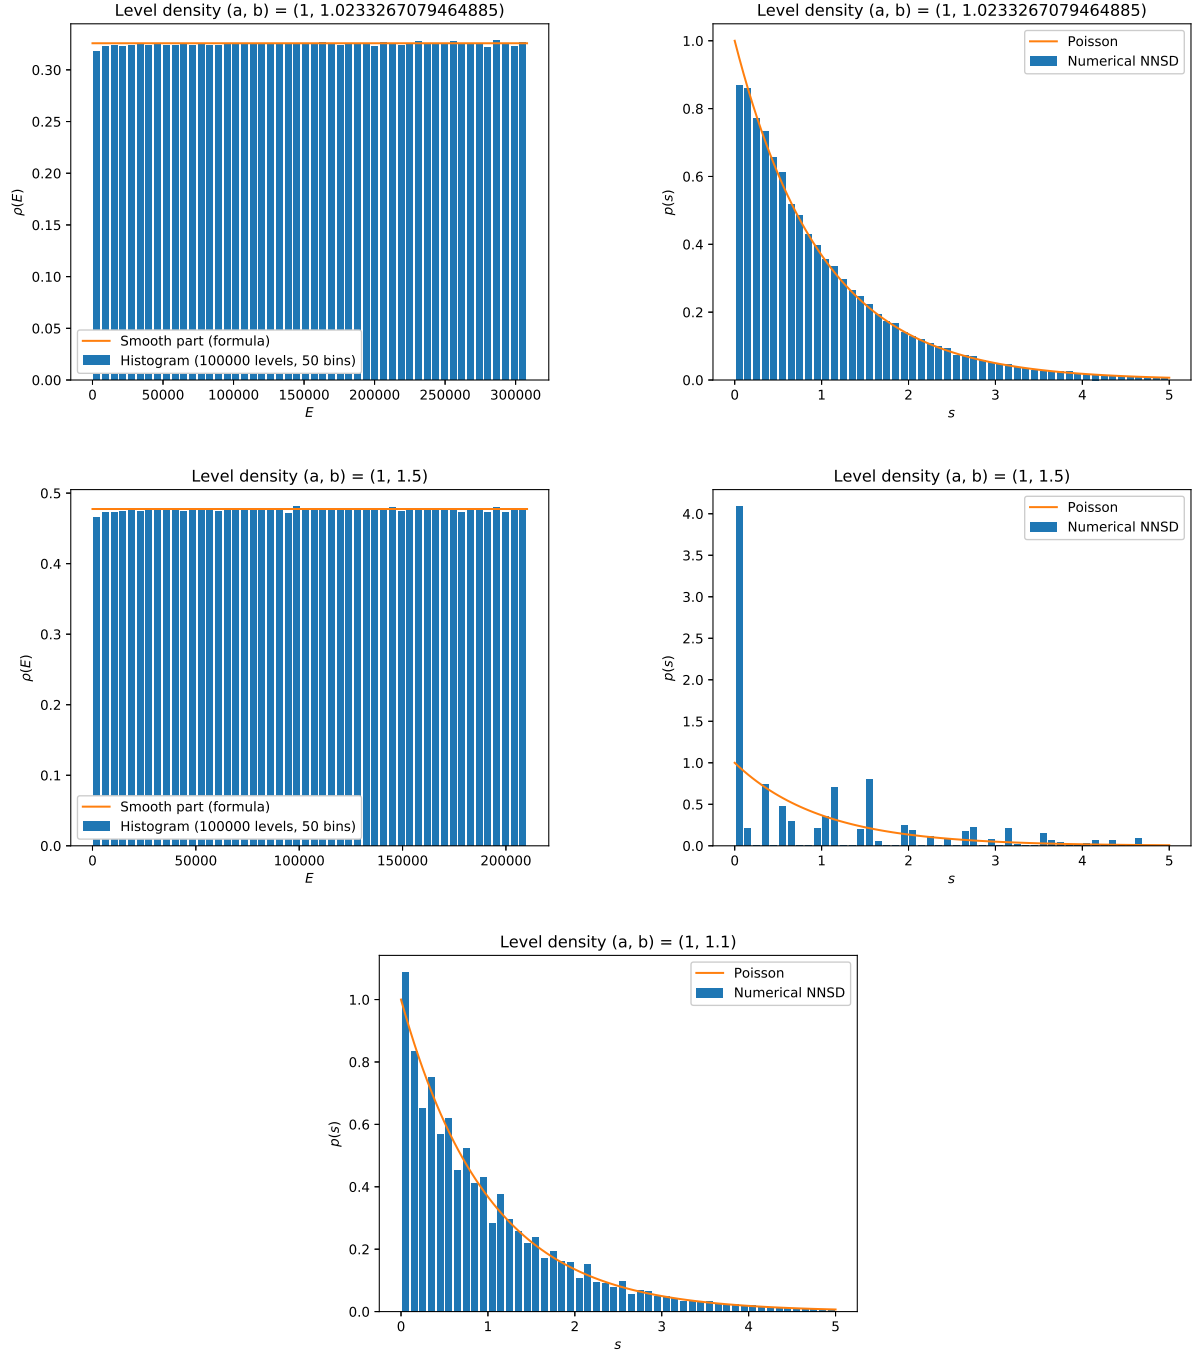 Level density (a, b) = (1, 1.0233267079464885)
0.30
0.25
0.20
0.15
0.10
0.05
0.00
ρ(E)
Smooth part (formula)
Histogram (100000 levels, 50 bins)
0 50000 100000 150000 200000 250000 300000
E
Level density (a, b) = (1, 1.0233267079464885)
1.0
0.8
0.6
0.4
0.2
0.0
p(s)
Poisson
Numerical NNSD
0 1 2 3 4 5
s
Level density (a, b) = (1, 1.5)
0.5
0.4
0.3
0.2
0.1
0.0
ρ(E)
Smooth part (formula)
Histogram (100000 levels, 50 bins)
0 50000 100000 150000 200000
E
Level density (a, b) = (1, 1.5)
4.0
3.5
3.0
2.5
2.0
1.5
1.0
0.5
0.0
p(s)
Poisson
Numerical NNSD
0 1 2 3 4 5
s
Level density (a, b) = (1, 1.1)
1.0
0.8
0.6
0.4
0.2
0.0
p(s)
Poisson
Numerical NNSD
0 1 2 3 4 5
s